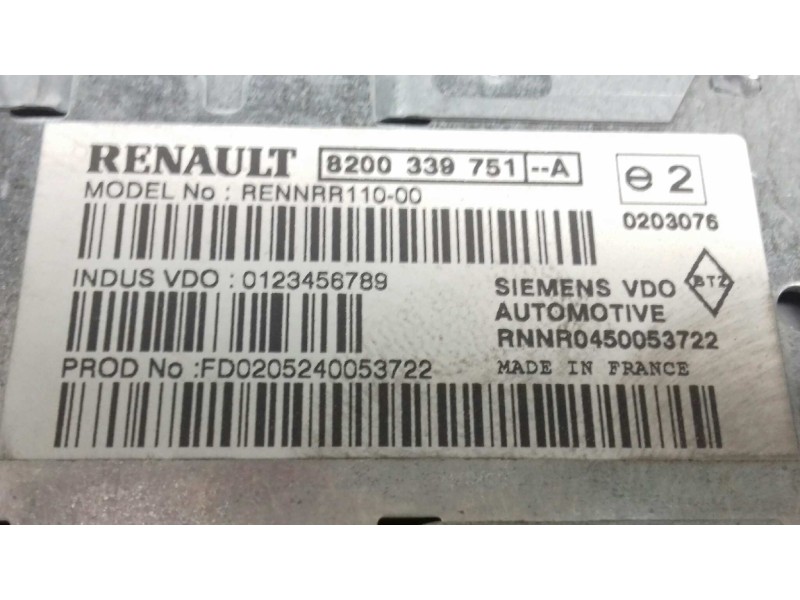 RENAULT 8200 339 751 --A
e 2
MODEL No : RENNRR110-00
0203076
INDUS VDO : 0123456789
SIEMENS VDO
AUTOMOTIVE
BTZ
RNNR0450053722
PROD No :FD0205240053722
MADE IN FRANCE